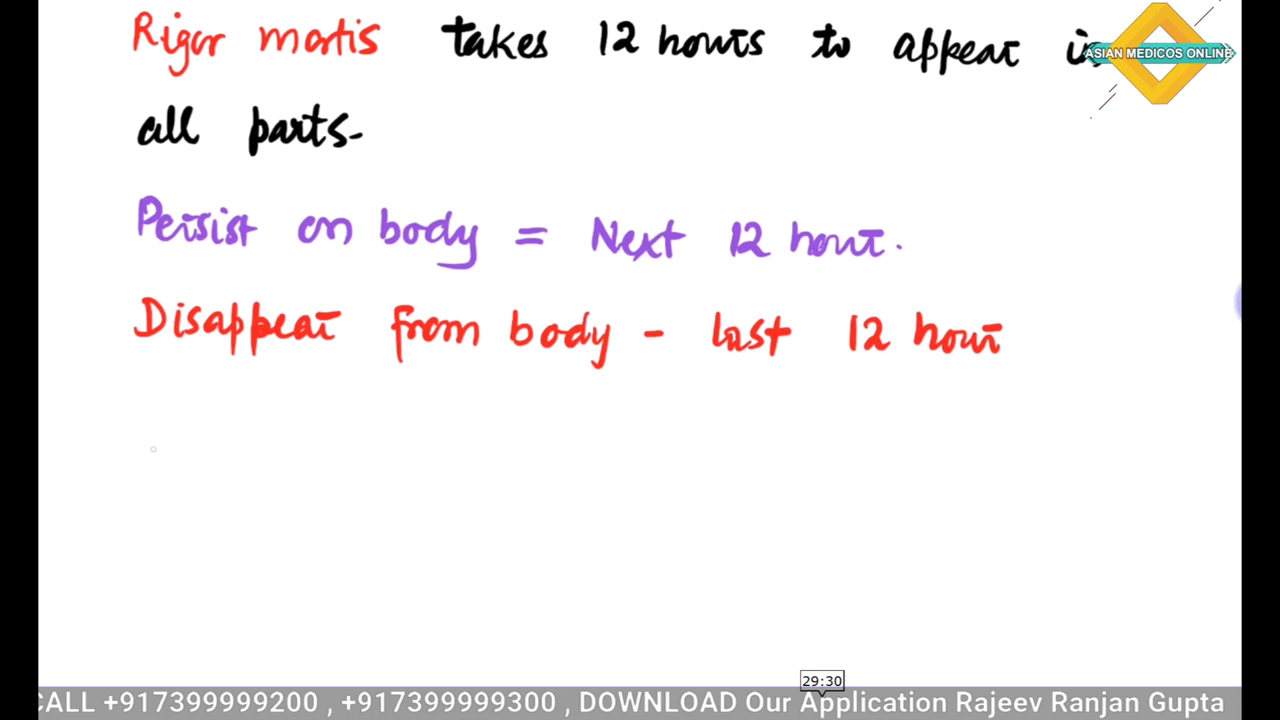 Rigor mortis takes 12 hours to appear in
ASIAN MEDICOS ONLINE
all parts.
Persist on body = Next 12 hour.
Disappear from body - last 12 hour
29:30
CALL +917399999200 , +917399999300 , DOWNLOAD Our Application Rajeev Ranjan Gupta